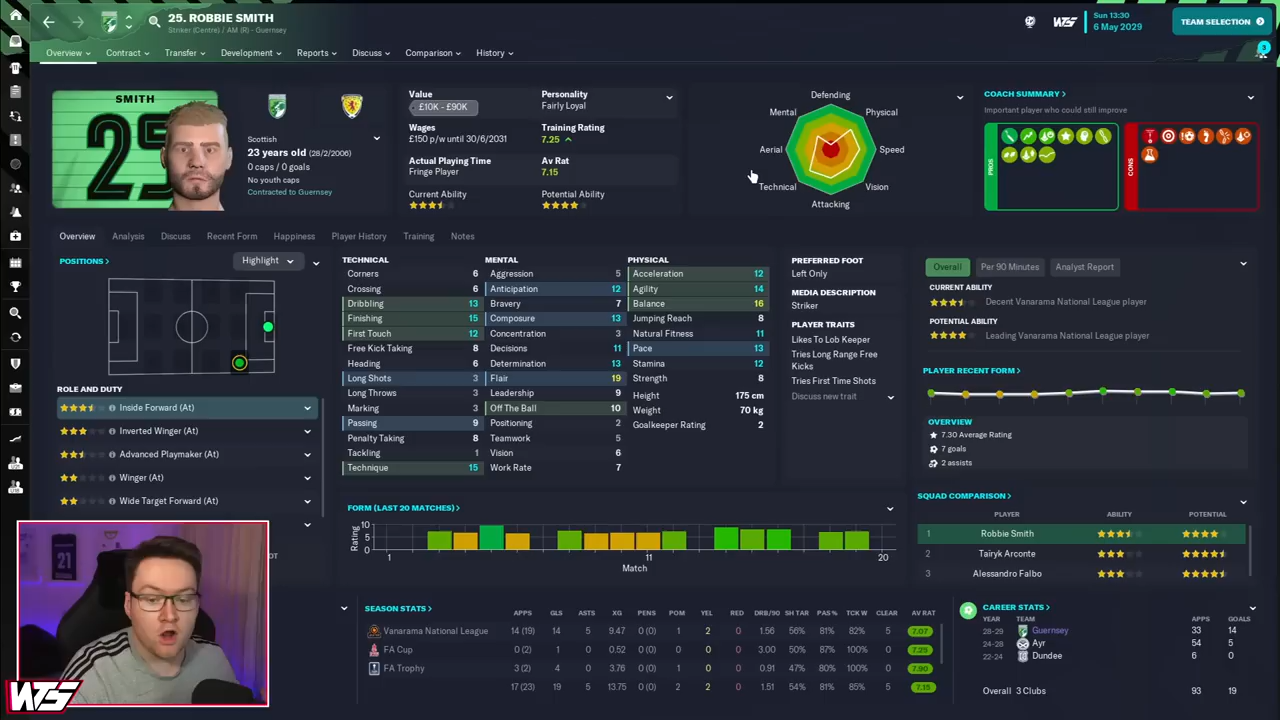 25. ROBBIE SMITH
Striker (Centre) / AM (R) - Guernsey
WTS
Sun 13:30
6 May 2029
TEAM SELECTION
3
Overview
Contract
Transfer
Development
Reports
Discuss
Comparison
History
SMITH
25
Scottish
23 years old (28/2/2006)
0 caps / 0 goals
No youth caps
Contracted to Guernsey
Value
£10K - £90K
Wages
£150 p/w until 30/6/2031
Actual Playing Time
Fringe Player
Current Ability
Personality
Fairly Loyal
Training Rating
7.25
Av Rat
7.15
Potential Ability
Defending
Physical
Speed
Vision
Attacking
Technical
Aerial
Mental
COACH SUMMARY >
Important player who could still improve
PROS
CONS
Overview
Analysis
Discuss
Recent Form
Happiness
Player History
Training
Notes
POSITIONS >
Highlight
ROLE AND DUTY
Inside Forward (At)
Inverted Winger (At)
Advanced Playmaker (At)
Winger (At)
Wide Target Forward (At)
TECHNICAL
Corners 6
Crossing 6
Dribbling 13
Finishing 15
First Touch 12
Free Kick Taking 8
Heading 6
Long Shots 3
Long Throws 3
Marking 3
Passing 9
Penalty Taking 8
Tackling 1
Technique 15
MENTAL
Aggression 5
Anticipation 12
Bravery 7
Composure 13
Concentration 3
Decisions 11
Determination 13
Flair 19
Leadership 9
Off The Ball 10
Positioning 2
Teamwork 5
Vision 6
Work Rate 7
PHYSICAL
Acceleration 12
Agility 14
Balance 16
Jumping Reach 8
Natural Fitness 11
Pace 13
Stamina 12
Strength 8
Height 175 cm
Weight 70 kg
Goalkeeper Rating 2
PREFERRED FOOT
Left Only
MEDIA DESCRIPTION
Striker
PLAYER TRAITS
Likes To Lob Keeper
Tries Long Range Free
Kicks
Tries First Time Shots
Discuss new trait
Overall
Per 90 Minutes
Analyst Report
CURRENT ABILITY
Decent Vanarama National League player
POTENTIAL ABILITY
Leading Vanarama National League player
PLAYER RECENT FORM >
OVERVIEW
7.30 Average Rating
7 goals
2 assists
FORM (LAST 20 MATCHES) >
Rating
10
5
0
1
11
20
Match
SQUAD COMPARISON >
PLAYER ABILITY POTENTIAL
1 Robbie Smith
2 Tairyk Arconte
3 Alessandro Falbo
SEASON STATS >
APPS GLS ASTS XG PENS POM YEL RED DRB/90 SH TAR PAS % TCK W CLEAR AV RAT
Vanarama National League 14 (19) 14 5 9.47 0 (0) 1 2 0 1.56 56% 81% 82% 5 7.07
FA Cup 0 (2) 1 0 0.52 0 (0) 0 0 0 3.00 50% 87% 100% 0 7.25
FA Trophy 3 (2) 4 0 3.76 0 (0) 1 0 0 0.91 47% 80% 100% 0 7.90
17 (23) 19 5 13.75 0 (0) 2 2 0 1.51 54% 81% 85% 5 7.15
CAREER STATS >
YEAR TEAM APPS GOALS
28-29 Guernsey 33 14
24-28 Ayr 54 5
22-24 Dundee 6 0
Overall 3 Clubs 93 19
21
WTS